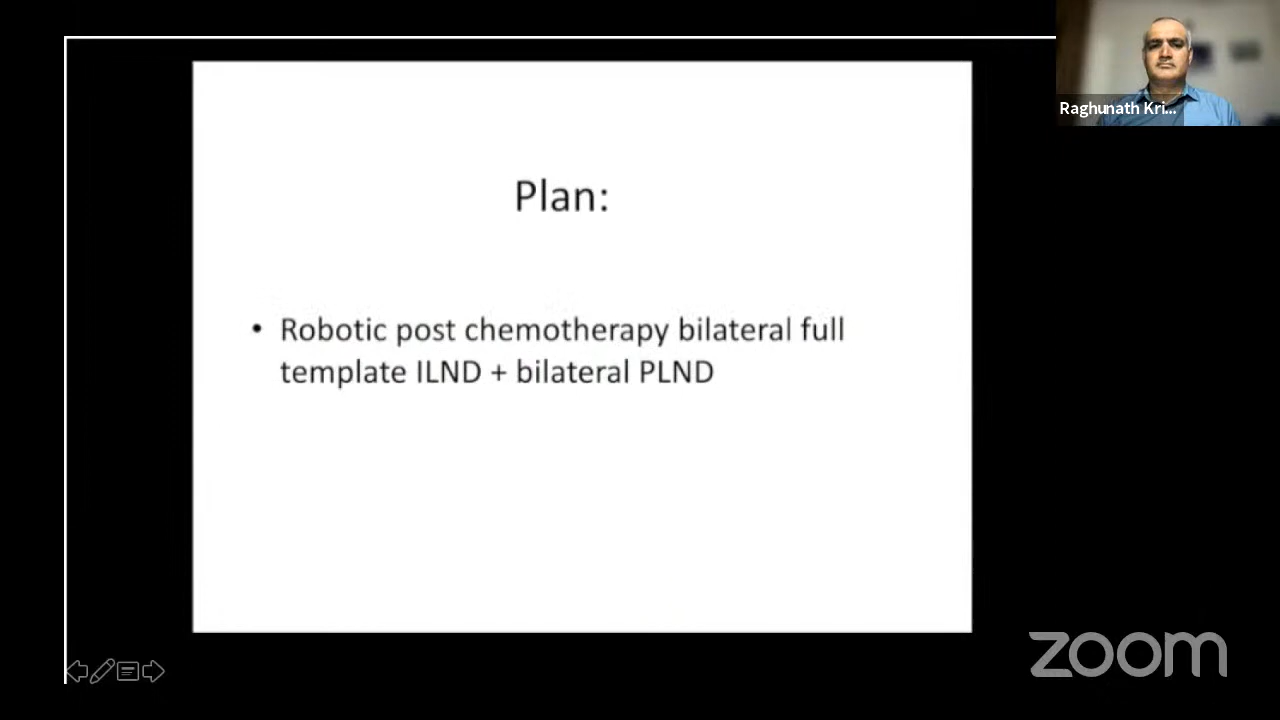 Raghunath Kri...
Plan:
• Robotic post chemotherapy bilateral full
template ILND + bilateral PLND
zoom